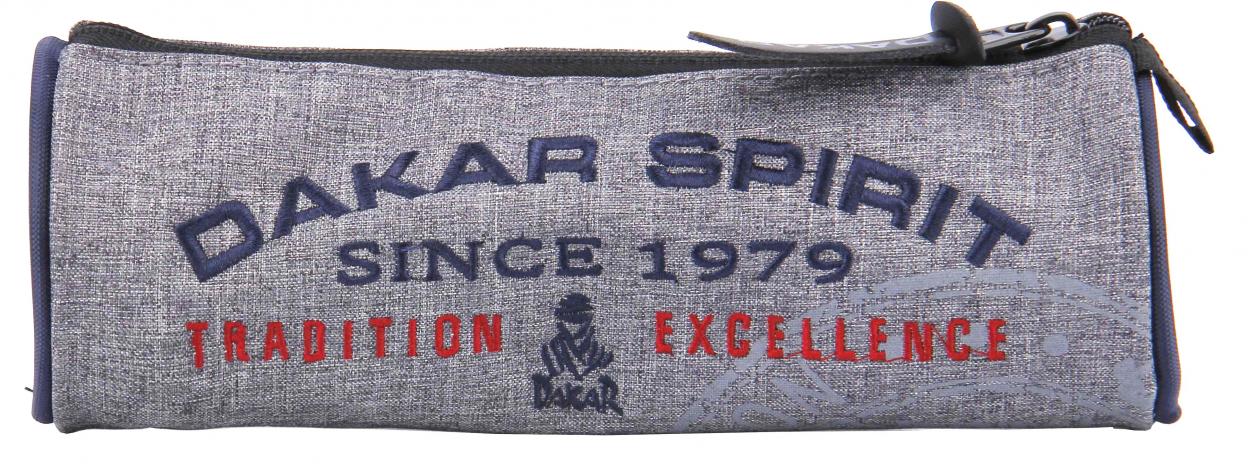 DAKAR SPIRIT
SINCE 1979
TRADITION EXCELLENCE
DAKAR